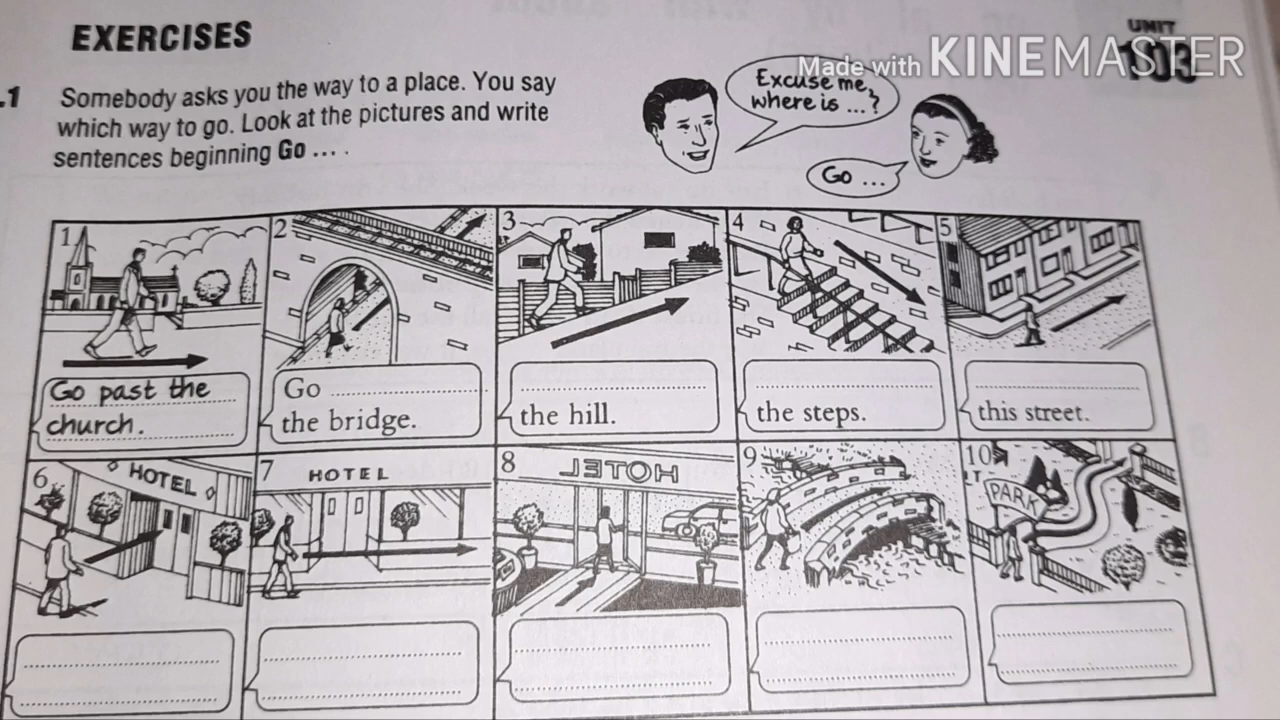 EXERCISES
UNIT
103
Made with KINEMASTER
.1 Somebody asks you the way to a place. You say
which way to go. Look at the pictures and write
sentences beginning Go ... .
Excuse me,
where is ...?
Go ...
1
Go past the
church.
2
Go
the bridge.
3
the hill.
4
the steps.
5
this street.
6
HOTEL
7
HOTEL
8
HOTEL
9
10
PARK